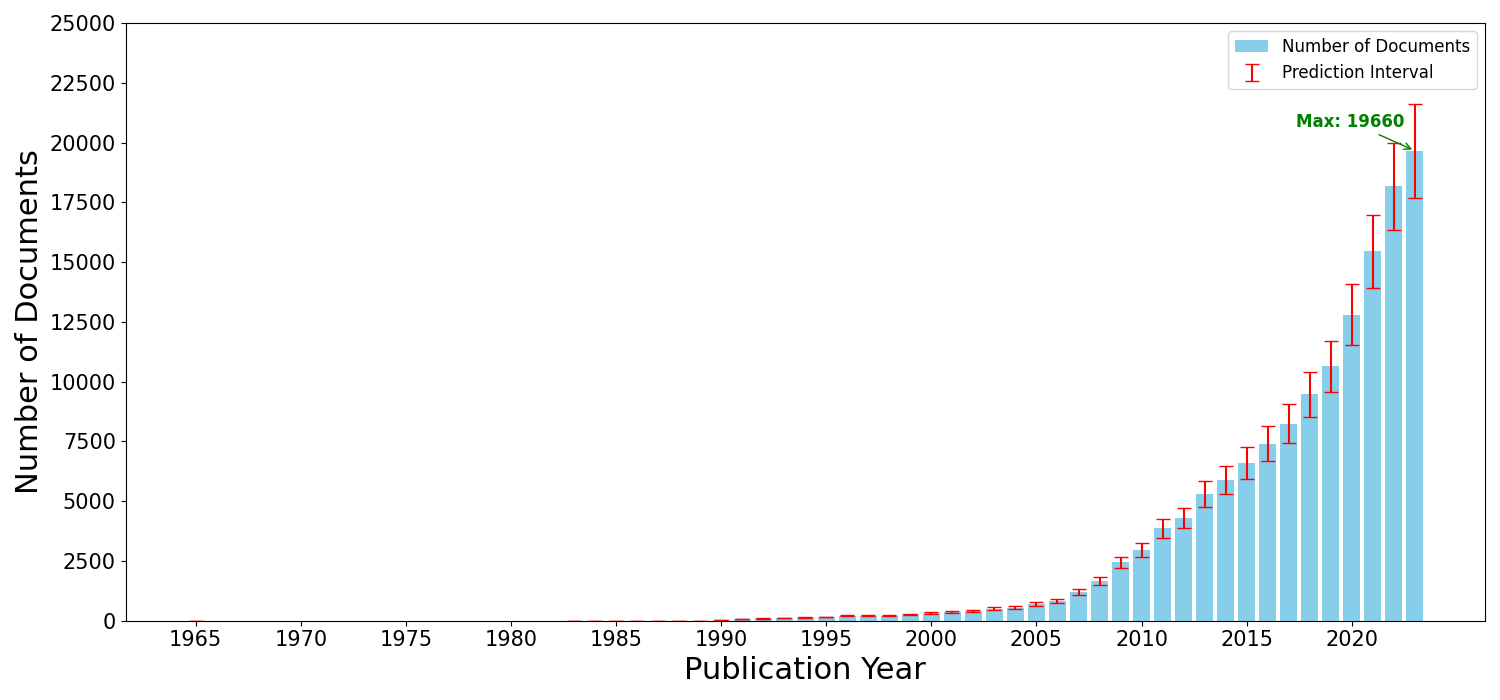 25000
22500
20000
17500
15000
12500
10000
7500
5000
2500
0
Number of Documents
Number of Documents
Prediction Interval
Max: 19660
1965 1970 1975 1980 1985 1990 1995 2000 2005 2010 2015 2020
Publication Year